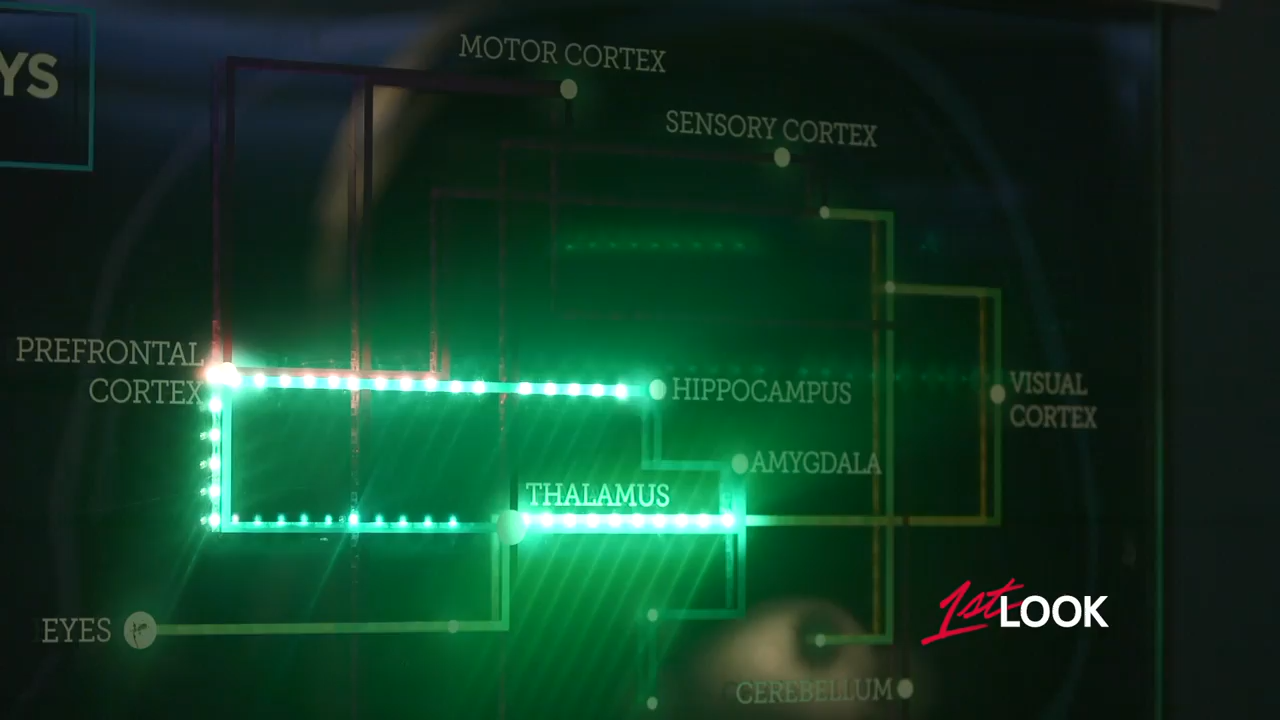 YS
MOTOR CORTEX
SENSORY CORTEX
PREFRONTAL
CORTEX
HIPPOCAMPUS
VISUAL
CORTEX
AMYGDALA
THALAMUS
EYES
1st LOOK
CEREBELLUM